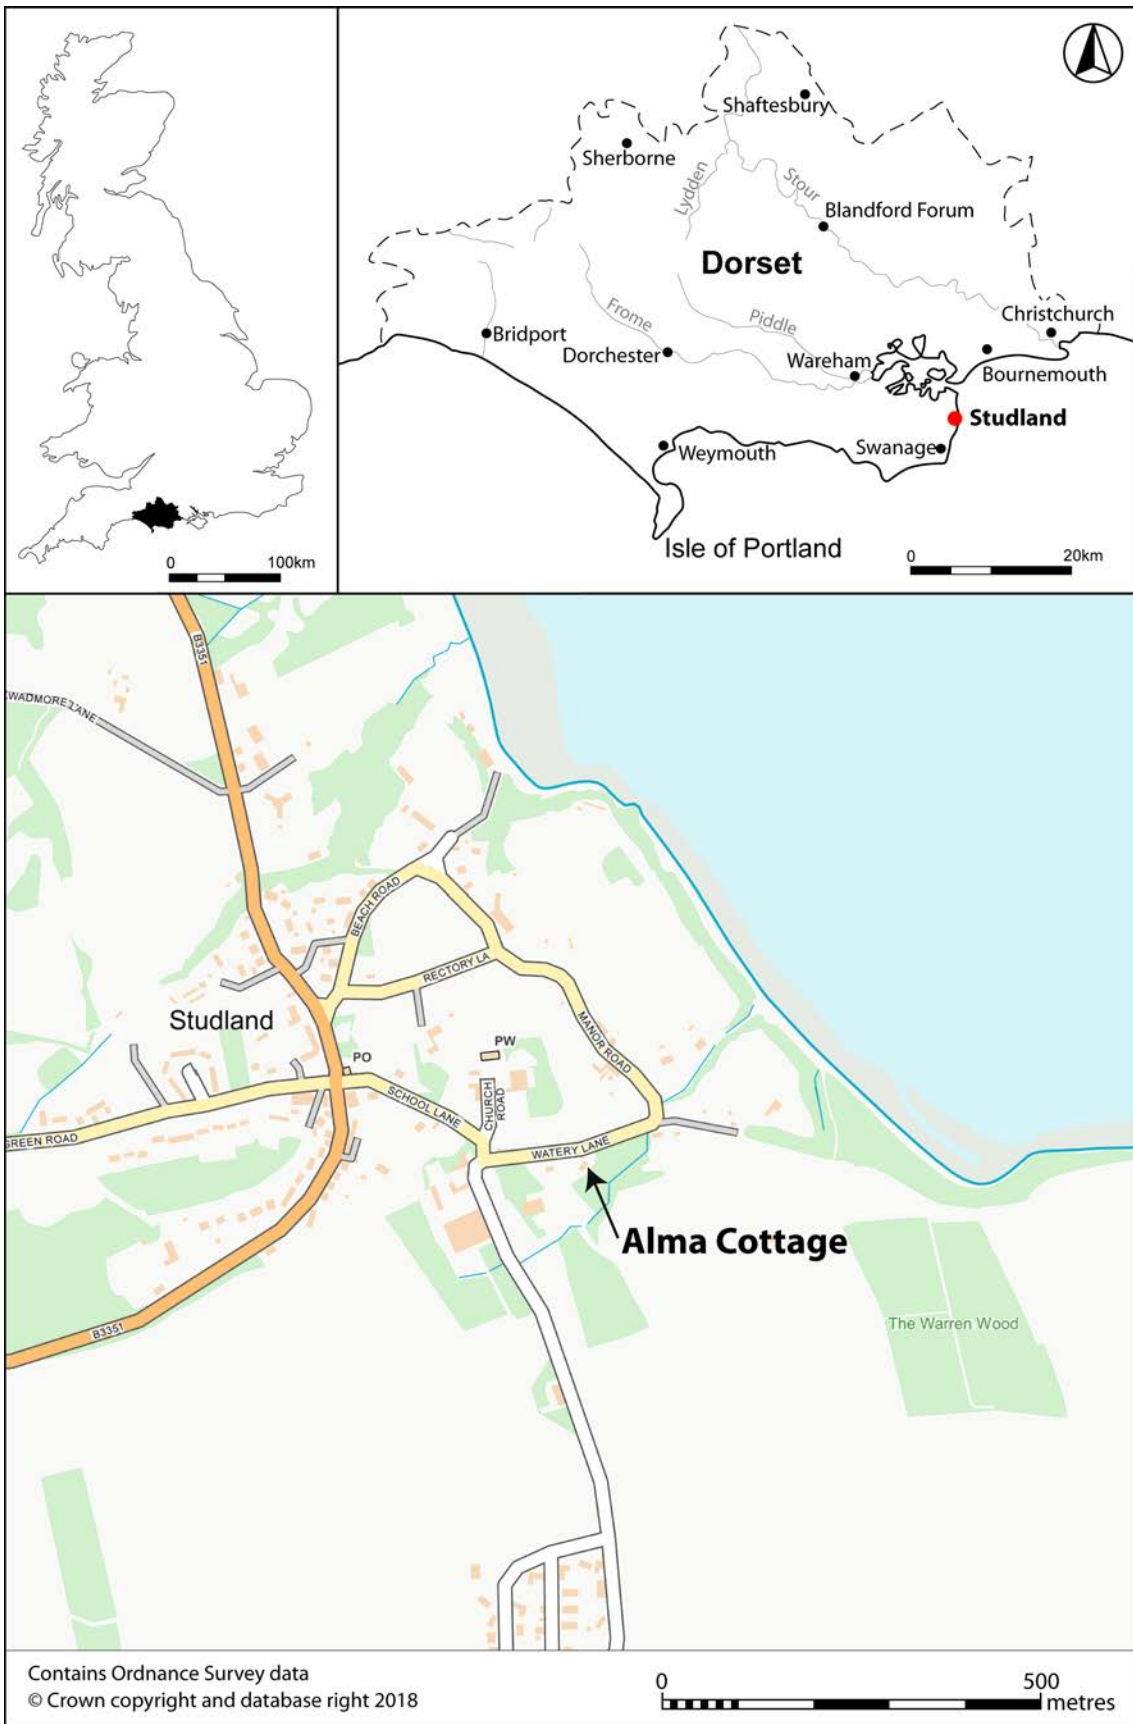 0
100km
Shaftesbury
Sherborne
Lydden
Stour
Blandford Forum
Dorset
Christchurch
Frome
Piddle
Bridport
Dorchester
Wareham
Bournemouth
Studland
Swanage
Weymouth
Isle of Portland
0
20km
B3351
WADMORE LANE
BEACH ROAD
RECTORY LA
Studland
MANOR ROAD
PW
PO
SCHOOL LANE
CHURCH
ROAD
GREEN ROAD
WATERY LANE
Alma Cottage
The Warren Wood
B3351
Contains Ordnance Survey data
© Crown copyright and database right 2018
0
500
metres